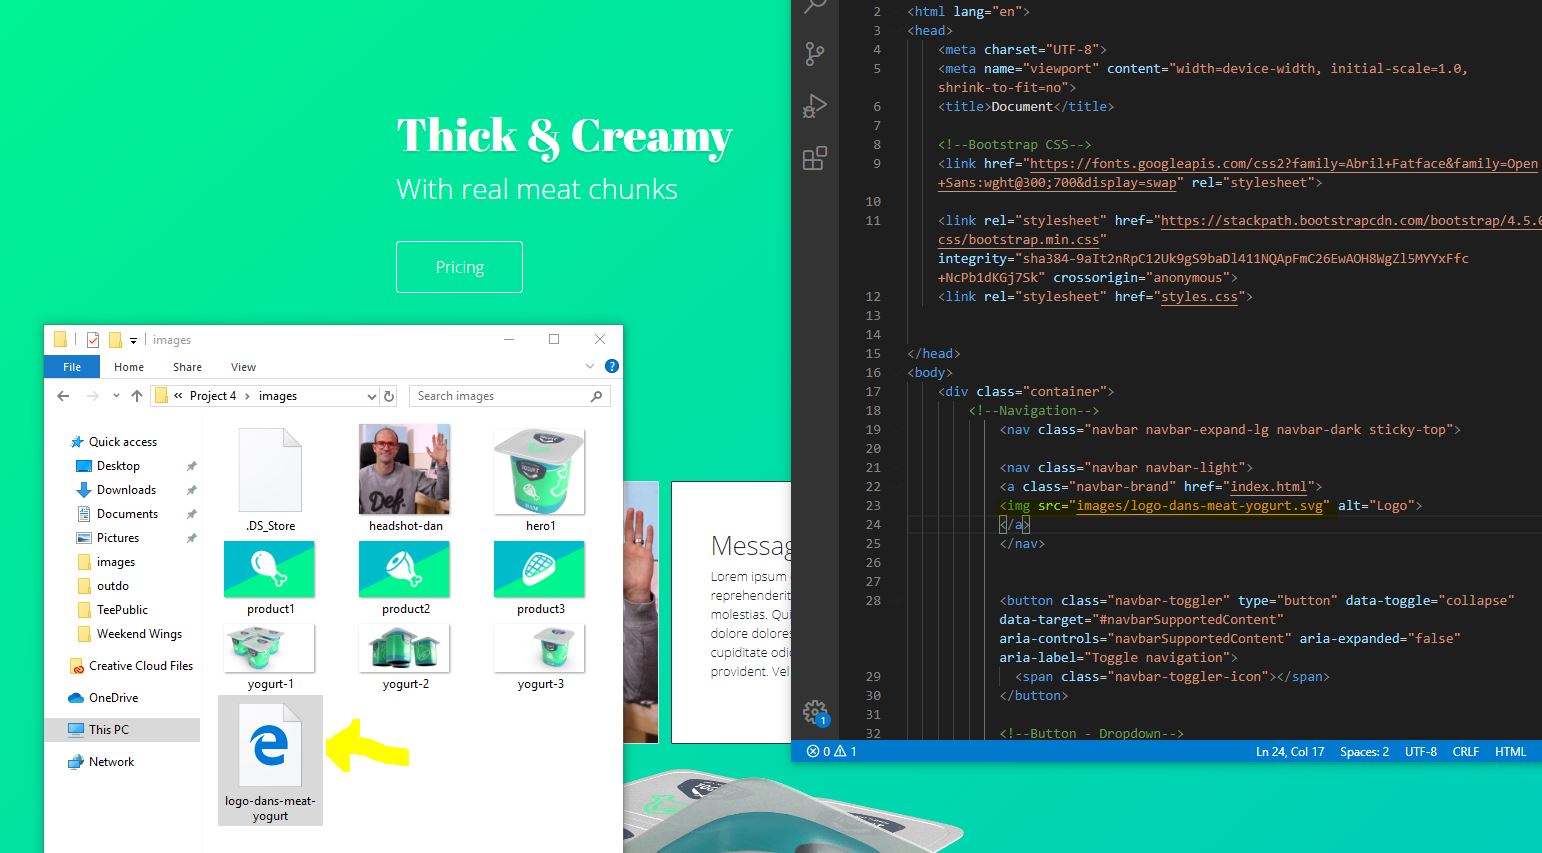 Thick & Creamy
With real meat chunks
Pricing
images
File
Home
Share
View
« Project 4 > images
Search images
Quick access
Desktop
Downloads
Documents
Pictures
images
outdo
TeePublic
Weekend Wings
Creative Cloud Files
OneDrive
This PC
Network
.DS_Store
headshot-dan
Def.
hero1
product1
product2
product3
yogurt-1
yogurt-2
yogurt-3
logo-dans-meat-
yogurt
Messag
Lorem ipsum
reprehenderit
molestias. Qui
dolore dolores
cupiditate odi
provident. Vel
2 <html lang="en">
3 <head>
4 <meta charset="UTF-8">
5 <meta name="viewport" content="width=device-width, initial-scale=1.0,
shrink-to-fit=no">
6 <title>Document</title>
7
8 <!--Bootstrap CSS-->
9 <link href="https://fonts.googleapis.com/css2?family=Abril+Fatface&family=Open
+Sans:wght@300;700&display=swap" rel="stylesheet">
10
11 <link rel="stylesheet" href="https://stackpath.bootstrapcdn.com/bootstrap/4.5.0
css/bootstrap.min.css"
integrity="sha384-9aIt2nRpC12Uk9gS9baDl411NQApFmC26EwAOH8WgZl5MYYxFfc
+NcPb1dKGj7Sk" crossorigin="anonymous">
12 <link rel="stylesheet" href="styles.css">
13
14
15 </head>
16 <body>
17 <div class="container">
18 <!--Navigation-->
19 <nav class="navbar navbar-expand-lg navbar-dark sticky-top">
20
21 <nav class="navbar navbar-light">
22 <a class="navbar-brand" href="index.html">
23 <img src="images/logo-dans-meat-yogurt.svg" alt="Logo">
24 </a>
25 </nav>
26
27
28 <button class="navbar-toggler" type="button" data-toggle="collapse"
data-target="#navbarSupportedContent"
aria-controls="navbarSupportedContent" aria-expanded="false"
aria-label="Toggle navigation">
29 <span class="navbar-toggler-icon"></span>
30 </button>
31
32 <!--Button - Dropdown-->
1
0 1
Ln 24, Col 17
Spaces: 2
UTF-8
CRLF
HTML